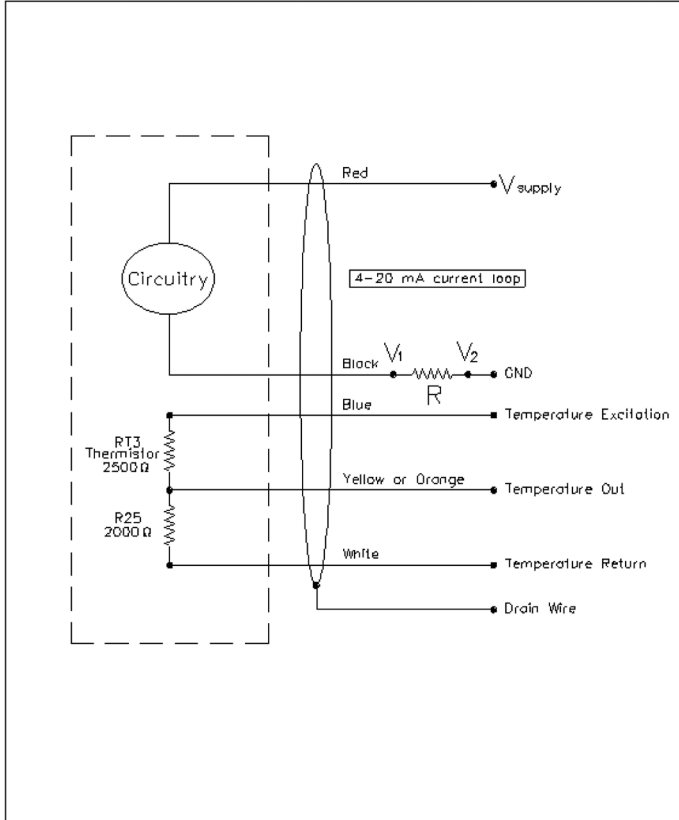 Red
V supply
Circuitry
4-20 mA current loop
Black
V1
V2
R
GND
Blue
Temperature Excitation
RT3
Thermistor
2500Ω
Yellow or Orange
Temperature Out
R25
2000Ω
White
Temperature Return
Drain Wire